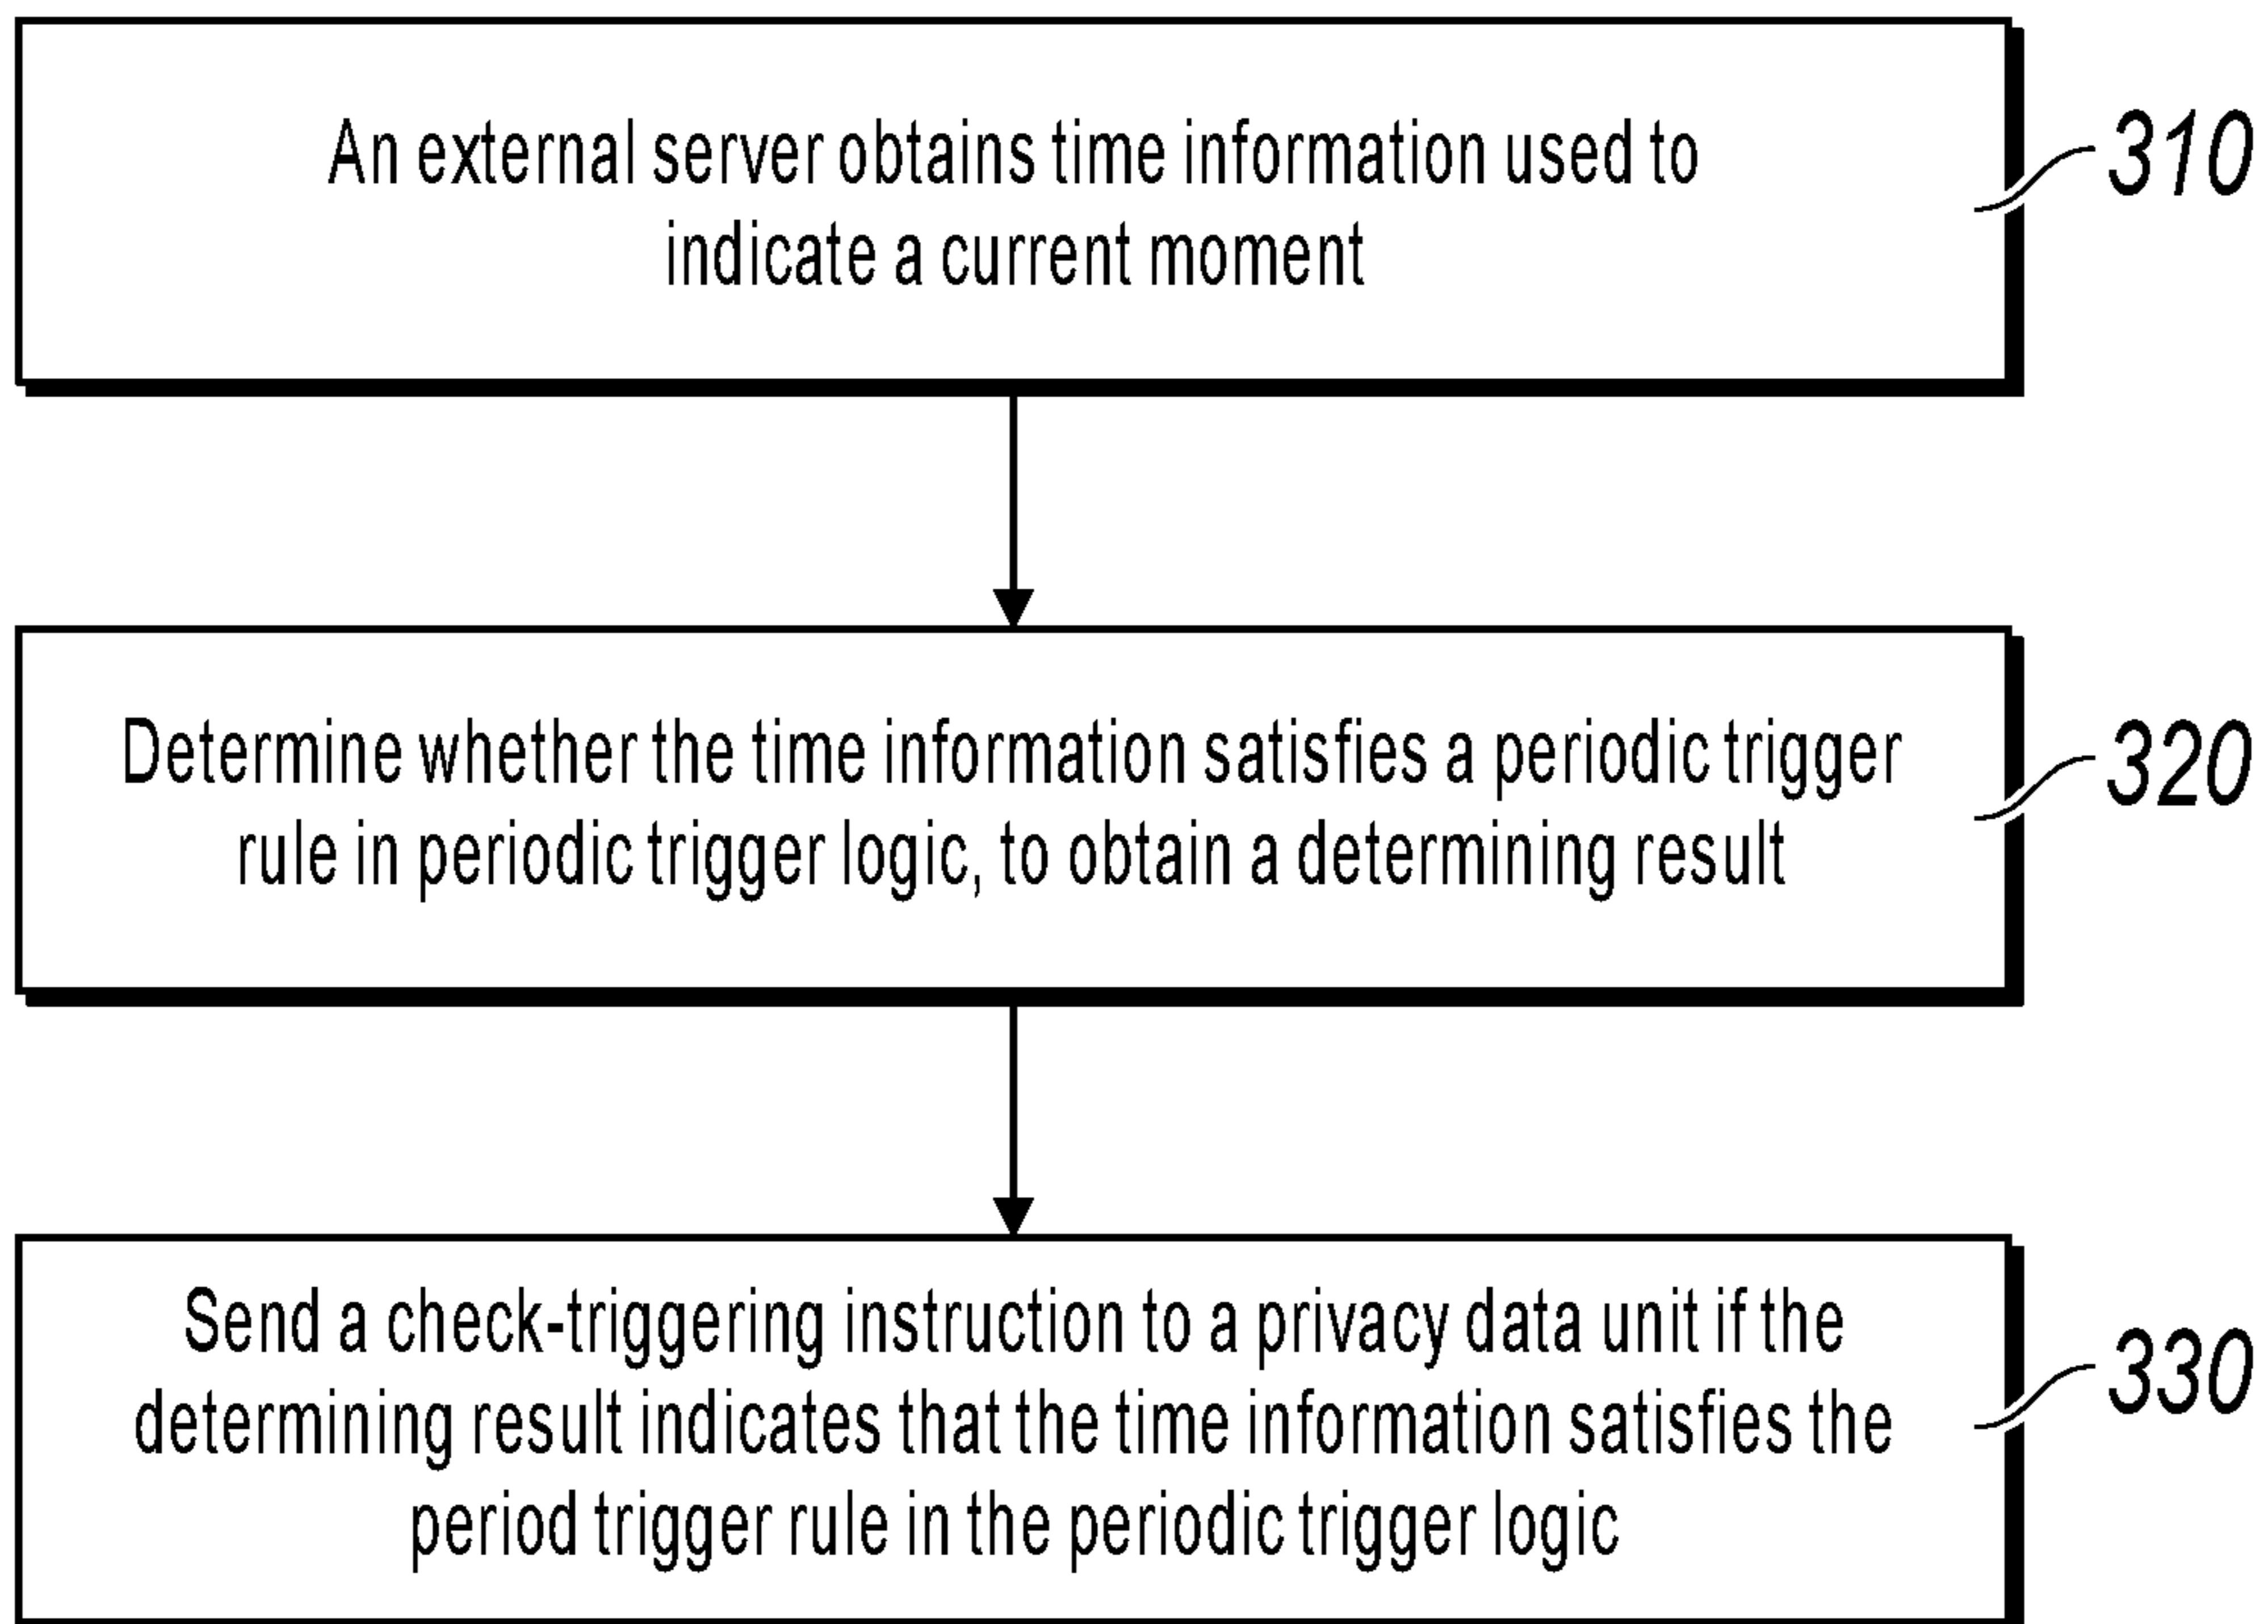 An external server obtains time information used to
indicate a current moment
310
Determine whether the time information satisfies a periodic trigger
rule in periodic trigger logic, to obtain a determining result
320
Send a check-triggering instruction to a privacy data unit if the
determining result indicates that the time information satisfies the
period trigger rule in the periodic trigger logic
330